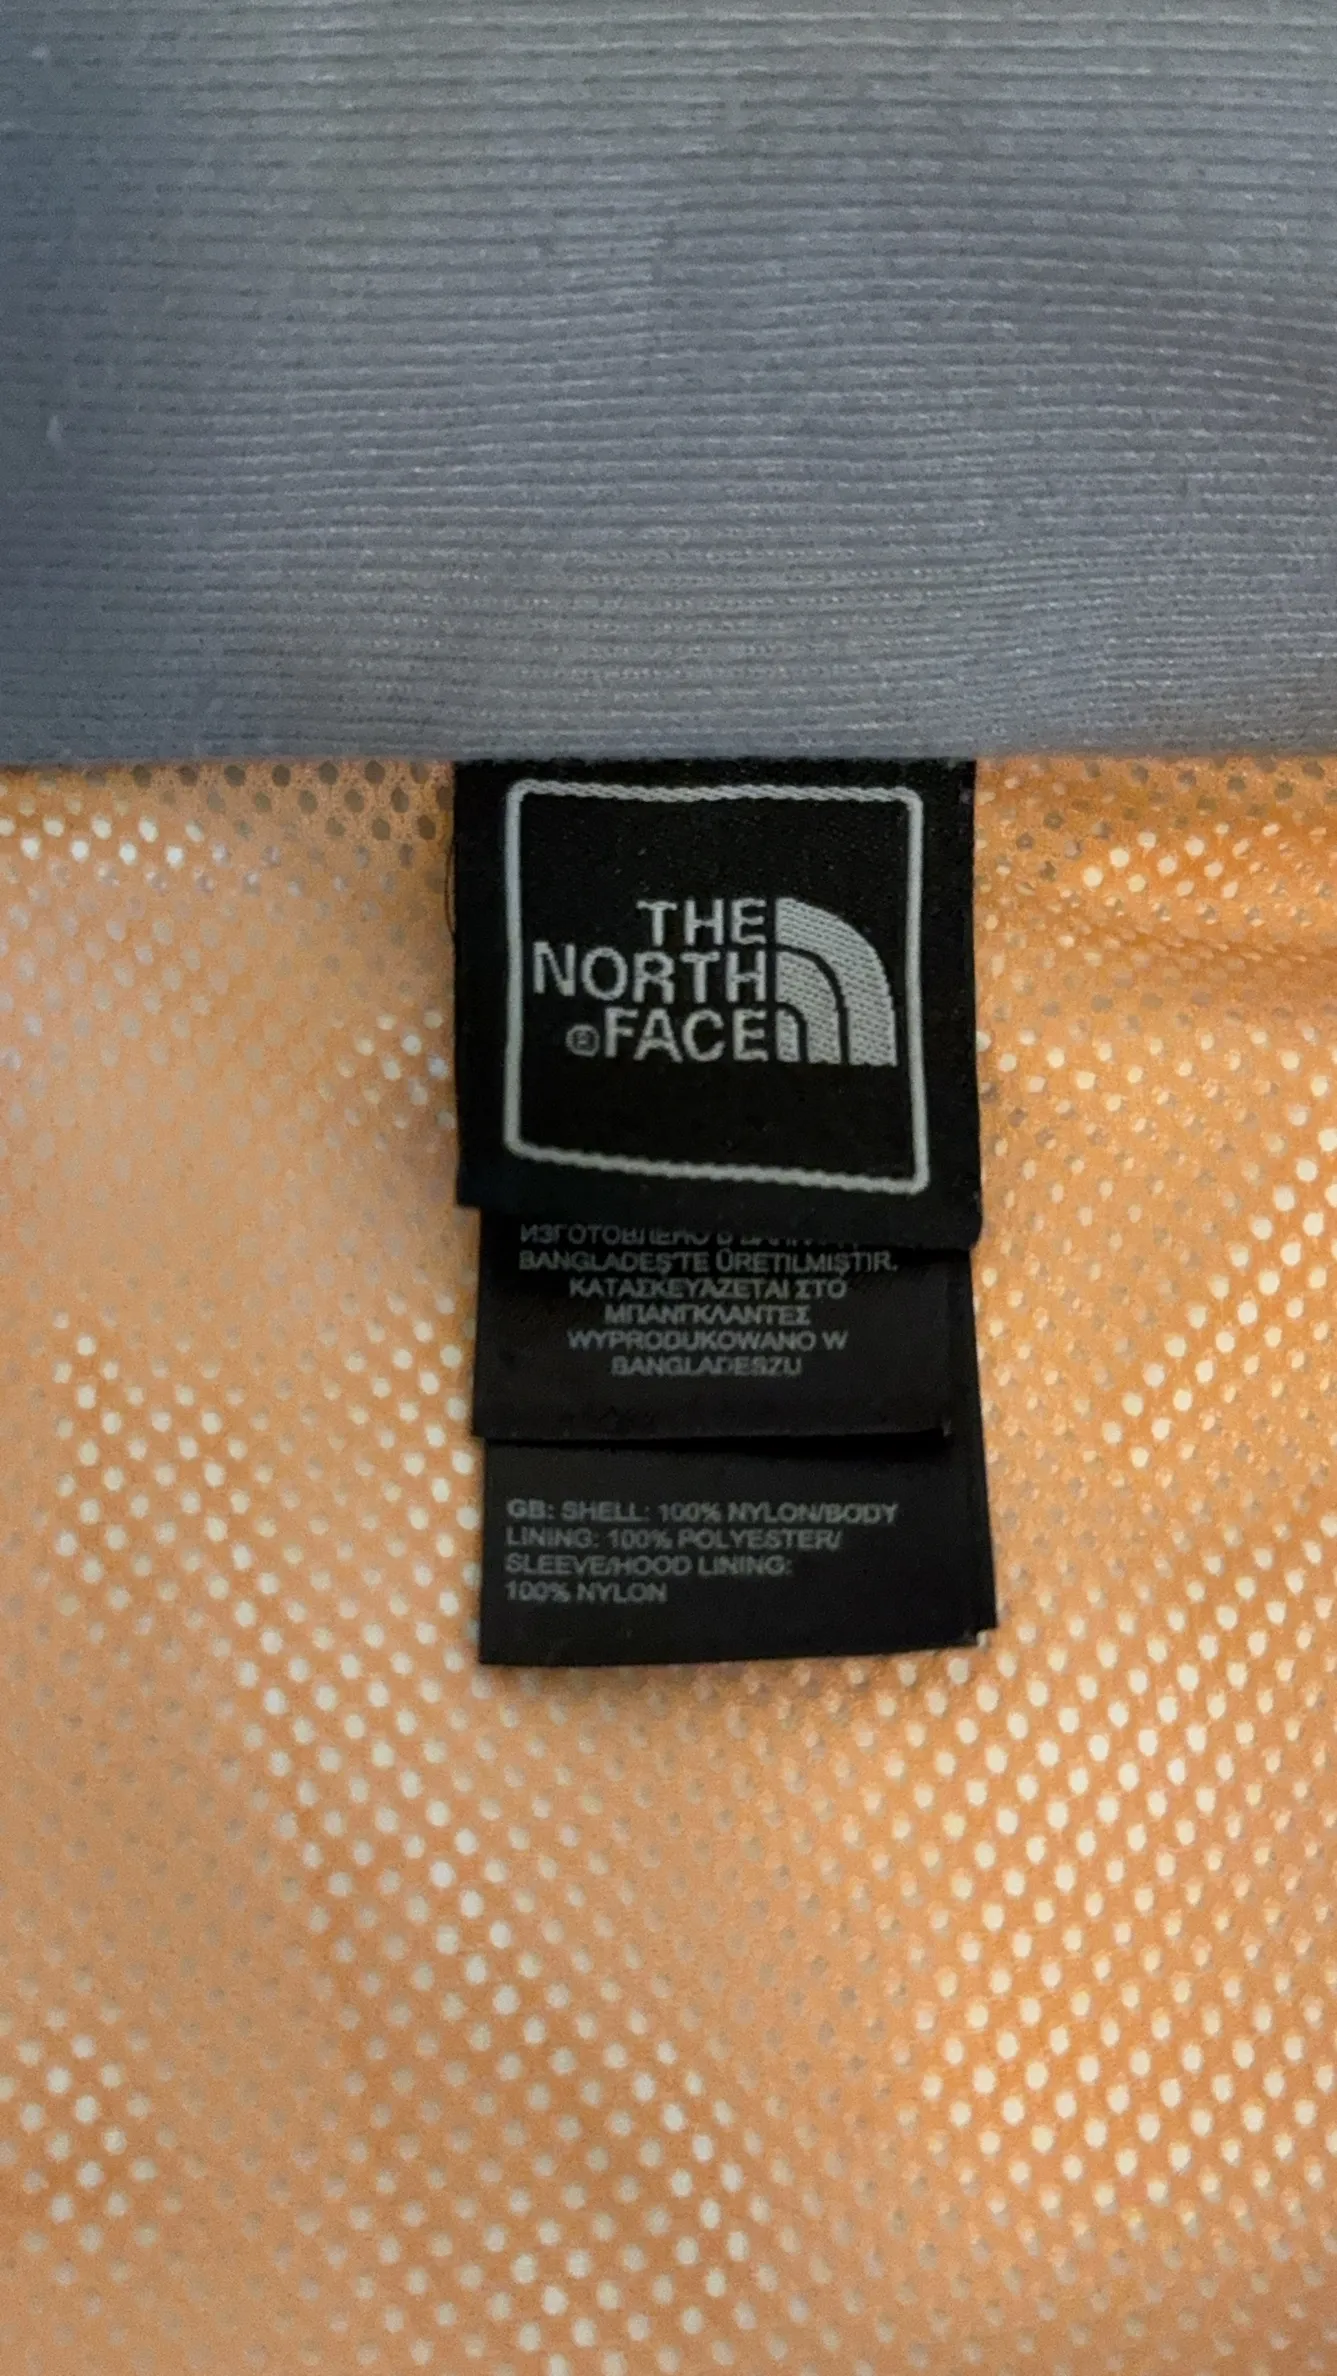 THE
NORTH
®FACE
ИЗГОТОВЛЕНО В
BANGLADEŞ'TE ÜRETILMIŞTIR.
ΚΑΤΑΣΚΕΥΑΖΕΤΑΙ ΣΤΟ
ΜΠΑΝΓΚΛΑΝΤΕΣ
WYPRODUKOWANO W
BANGLADESZU
GB: SHELL: 100% NYLON/BODY
LINING: 100% POLYESTER/
SLEEVE/HOOD LINING:
100% NYLON